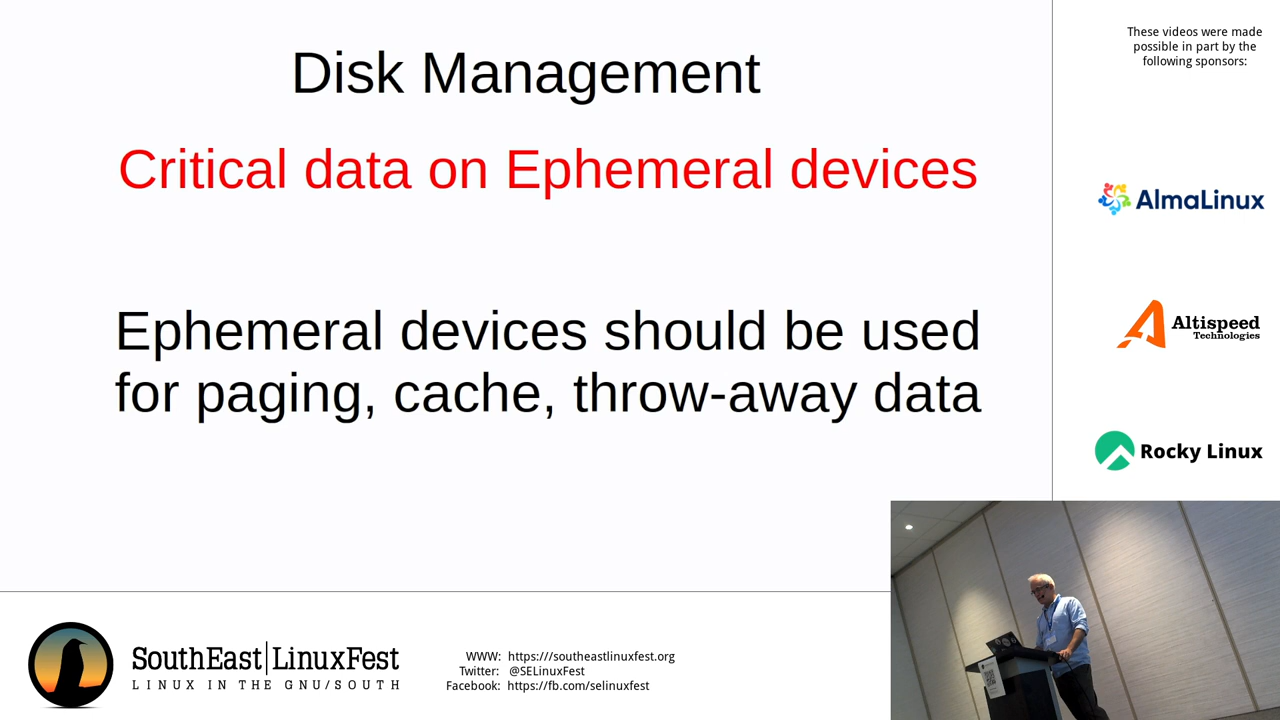 Disk Management
Critical data on Ephemeral devices
Ephemeral devices should be used
for paging, cache, throw-away data
These videos were made
possible in part by the
following sponsors:
AlmaLinux
Altispeed
Technologies
Rocky Linux
SouthEast|LinuxFest
LINUX IN THE GNU/SOUTH
WWW: https:///southeastlinuxfest.org
Twitter: @SELinuxFest
Facebook: https://fb.com/selinuxfest